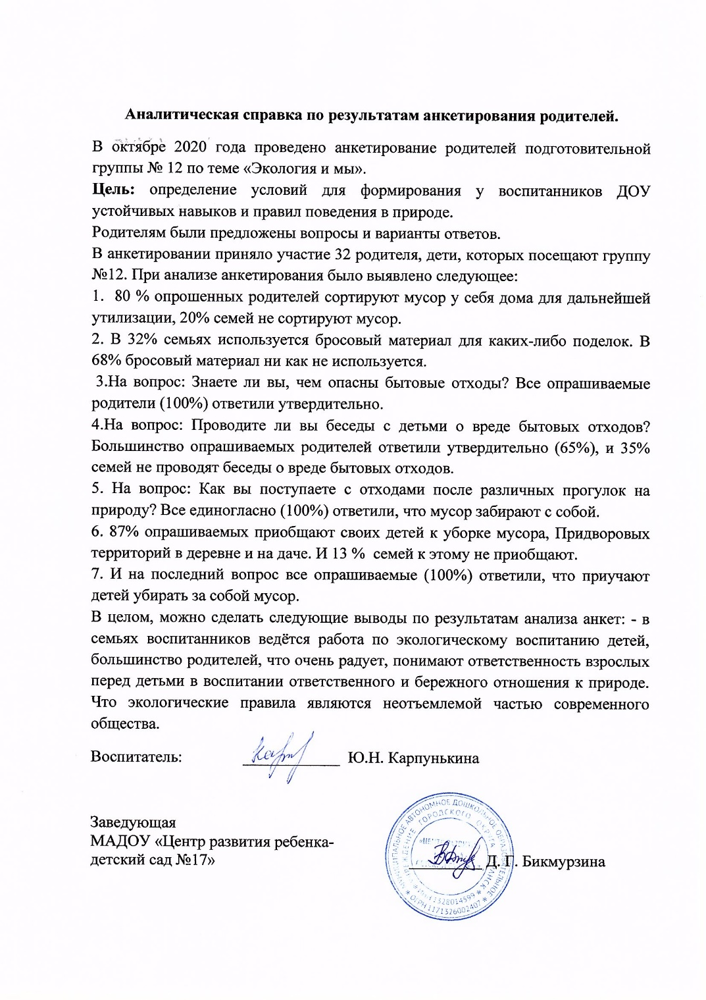 Аналитическая справка по результатам анкетирования родителей.
В октябре 2020 года проведено анкетирование родителей подготовительной
группы № 12 по теме «Экология и мы».
Цель: определение условий для формирования у воспитанников ДОУ
устойчивых навыков и правил поведения в природе.
Родителям были предложены вопросы и варианты ответов.
В анкетировании приняло участие 32 родителя, дети, которых посещают группу
№12. При анализе анкетирования было выявлено следующее:
1. 80 % опрошенных родителей сортируют мусор у себя дома для дальнейшей
утилизации, 20% семей не сортируют мусор.
2. В 32% семьях используется бросовый материал для каких-либо поделок. В
68% бросовый материал ни как не используется.
3.На вопрос: Знаете ли вы, чем опасны бытовые отходы? Все опрашиваемые
родители (100%) ответили утвердительно.
4.На вопрос: Проводите ли вы беседы с детьми о вреде бытовых отходов?
Большинство опрашиваемых родителей ответили утвердительно (65%), и 35%
семей не проводят беседы о вреде бытовых отходов.
5. На вопрос: Как вы поступаете с отходами после различных прогулок на
природу? Все единогласно (100%) ответили, что мусор забирают с собой.
6. 87% опрашиваемых приобщают своих детей к уборке мусора, Придворовых
территорий в деревне и на даче. И 13 % семей к этому не приобщают.
7. И на последний вопрос все опрашиваемые (100%) ответили, что приучают
детей убирать за собой мусор.
В целом, можно сделать следующие выводы по результатам анализа анкет: - в
семьях воспитанников ведётся работа по экологическому воспитанию детей,
большинство родителей, что очень радует, понимают ответственность взрослых
перед детьми в воспитании ответственного и бережного отношения к природе.
Что экологические правила являются неотъемлемой частью современного
общества.
Воспитатель: Ю.Н. Карпунькина
Заведующая
МАДОУ «Центр развития ребенка-
детский сад №17» Д. Г. Бикмурзина
МУНИЦИПАЛЬНОЕ АВТОНОМНОЕ ДОШКОЛЬНОЕ ОБРАЗОВАТЕЛЬНОЕ
ГОРОДСКОГО ОКРУГА
ОГРН 1171326002407